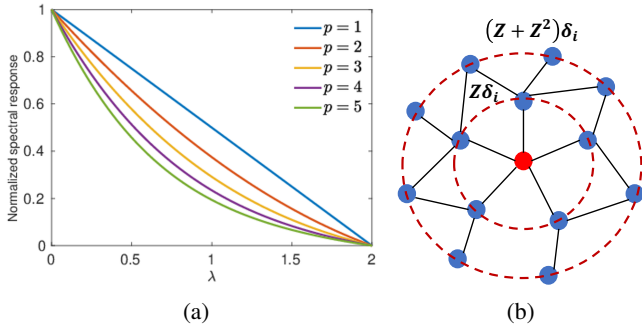 Normalized spectral response
1
0.8
0.6
0.4
0.2
0
0
0.5
1
1.5
2
λ
p = 1
p = 2
p = 3
p = 4
p = 5
(a)
(Z + Z²)δᵢ
Zδᵢ
(b)